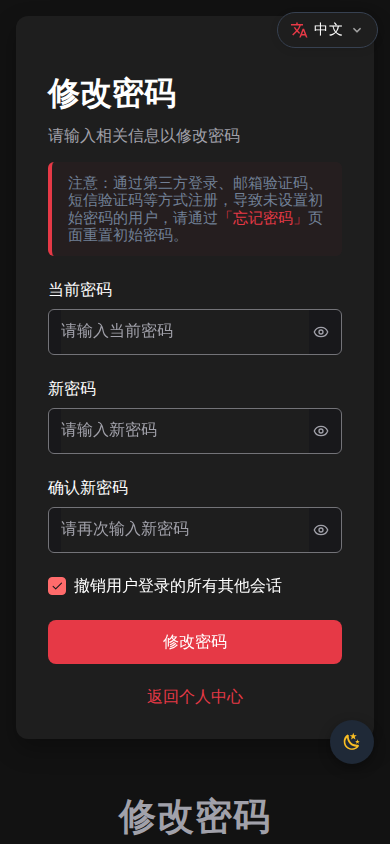 中文
修改密码
请输入相关信息以修改密码
注意：通过第三方登录、邮箱验证码、
短信验证码等方式注册，导致未设置初
始密码的用户，请通过「忘记密码」页
面重置初始密码。
当前密码
请输入当前密码
新密码
请输入新密码
确认新密码
请再次输入新密码
撤销用户登录的所有其他会话
修改密码
返回个人中心
修改密码